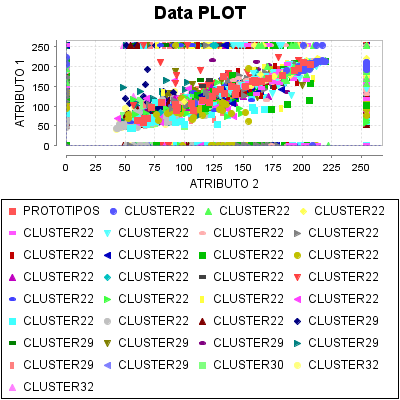 Data PLOT
ATRIBUTO 1
250
200
150
100
50
0
0 25 50 75 100 125 150 175 200 225 250
ATRIBUTO 2
PROTOTIPOS CLUSTER22 CLUSTER22 CLUSTER22
CLUSTER22 CLUSTER22 CLUSTER22 CLUSTER22
CLUSTER22 CLUSTER22 CLUSTER22 CLUSTER22
CLUSTER22 CLUSTER22 CLUSTER22 CLUSTER22
CLUSTER22 CLUSTER22 CLUSTER22 CLUSTER22
CLUSTER22 CLUSTER22 CLUSTER22 CLUSTER29
CLUSTER29 CLUSTER29 CLUSTER29 CLUSTER29
CLUSTER29 CLUSTER29 CLUSTER30 CLUSTER32
CLUSTER32